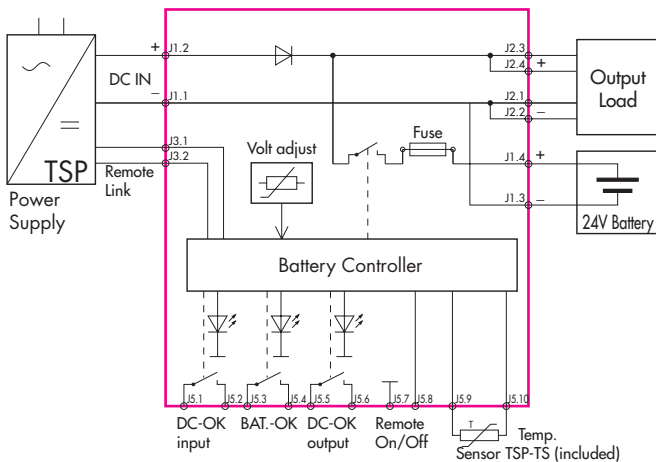 +
J1.2
J2.3
J2.4
+
DC IN
Output
Load
−
J1.1
J2.1
J2.2
−
J3.1
J3.2
TSP
Remote
Link
Power
Supply
Volt adjust
Fuse
J1.4
+
J1.3
−
24V Battery
Battery Controller
J5.1
J5.2
J5.3
J5.4
J5.5
J5.6
J5.7
J5.8
J5.9
J5.10
DC-OK
input
BAT.-OK
DC-OK
output
Remote
On/Off
T
Temp.
Sensor TSP-TS (included)